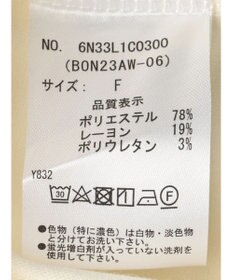 NO. 6N33L1C0300
(BON23AW-06)
サイズ: F
品質表示
ポリエステル 78%
レーヨン 19%
ポリウレタン 3%
Y832
30
F
●色物(特に濃色)は白物・淡色物
と分けてお洗い下さい。
●蛍光増白剤が入っていない洗剤を
使用して下さい。